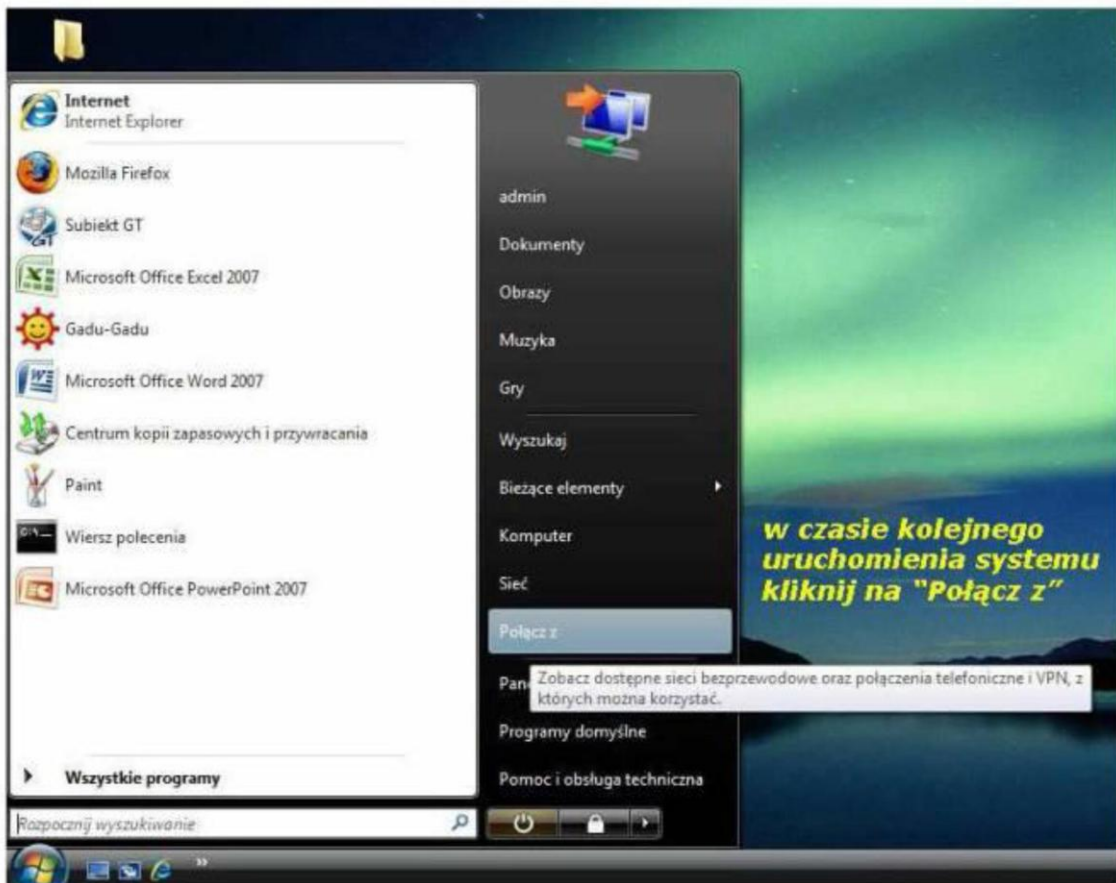 Internet
Internet Explorer
Mozilla Firefox
Subiekt GT
Microsoft Office Excel 2007
Gadu-Gadu
Microsoft Office Word 2007
Centrum kopii zapasowych i przywracania
Paint
Wiersz polecenia
Microsoft Office PowerPoint 2007
Wszystkie programy
Rozpocznij wyszukiwanie
admin
Dokumenty
Obrazy
Muzyka
Gry
Wyszukaj
Bieżące elementy
Komputer
Sieć
Połącz z
Pane
Zobacz dostępne sieci bezprzewodowe oraz połączenia telefoniczne i VPN, z
których można korzystać.
Programy domyślne
Pomoc i obsługa techniczna
w czasie kolejnego
uruchomienia systemu
kliknij na “Połącz z”